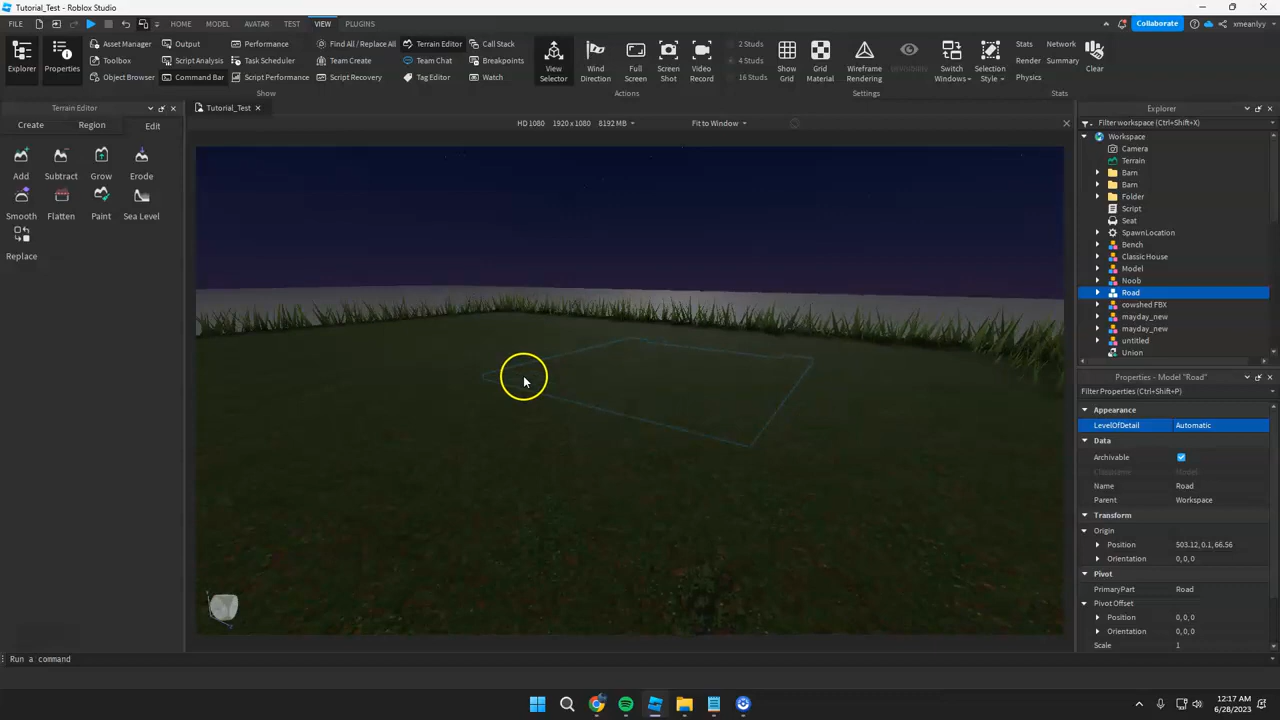 Tutorial_Test - Roblox Studio
FILE HOME MODEL AVATAR TEST VIEW PLUGINS Collaborate xmeanlyy
Explorer Properties Asset Manager Output Performance Find All / Replace All Terrain Editor Call Stack View Selector Wind Direction Full Screen Screen Shot Video Record 2 Studs Show Grid Grid Material Wireframe Rendering Switch Windows Selection Style Stats Network Clear
Toolbox Script Analysis Task Scheduler Team Create Team Chat Breakpoints 4 Studs Render Summary
Object Browser Command Bar Script Performance Script Recovery Tag Editor Watch 16 Studs Physics
Show Actions Settings Stats
Terrain Editor
Tutorial_Test
Create Region Edit
HD 1080 1920 x 1080 8192 MB Fit to Window
Add Subtract Grow Erode
Smooth Flatten Paint Sea Level
Replace
Explorer
Filter workspace (Ctrl+Shift+X)
Workspace
Camera
Terrain
Barn
Barn
Folder
Script
Seat
SpawnLocation
Bench
Classic House
Model
Noob
Road
cowshed FBX
mayday_new
mayday_new
untitled
Union
Properties - Model "Road"
Filter Properties (Ctrl+Shift+P)
Appearance
LevelOfDetail Automatic
Data
Archivable
ClassName Model
Name Road
Parent Workspace
Transform
Origin
Position 503.12, 0.1, 66.56
Orientation 0, 0, 0
Pivot
PrimaryPart Road
Pivot Offset
Position 0, 0, 0
Orientation 0, 0, 0
Scale 1
Run a command
12:17 AM
6/28/2023